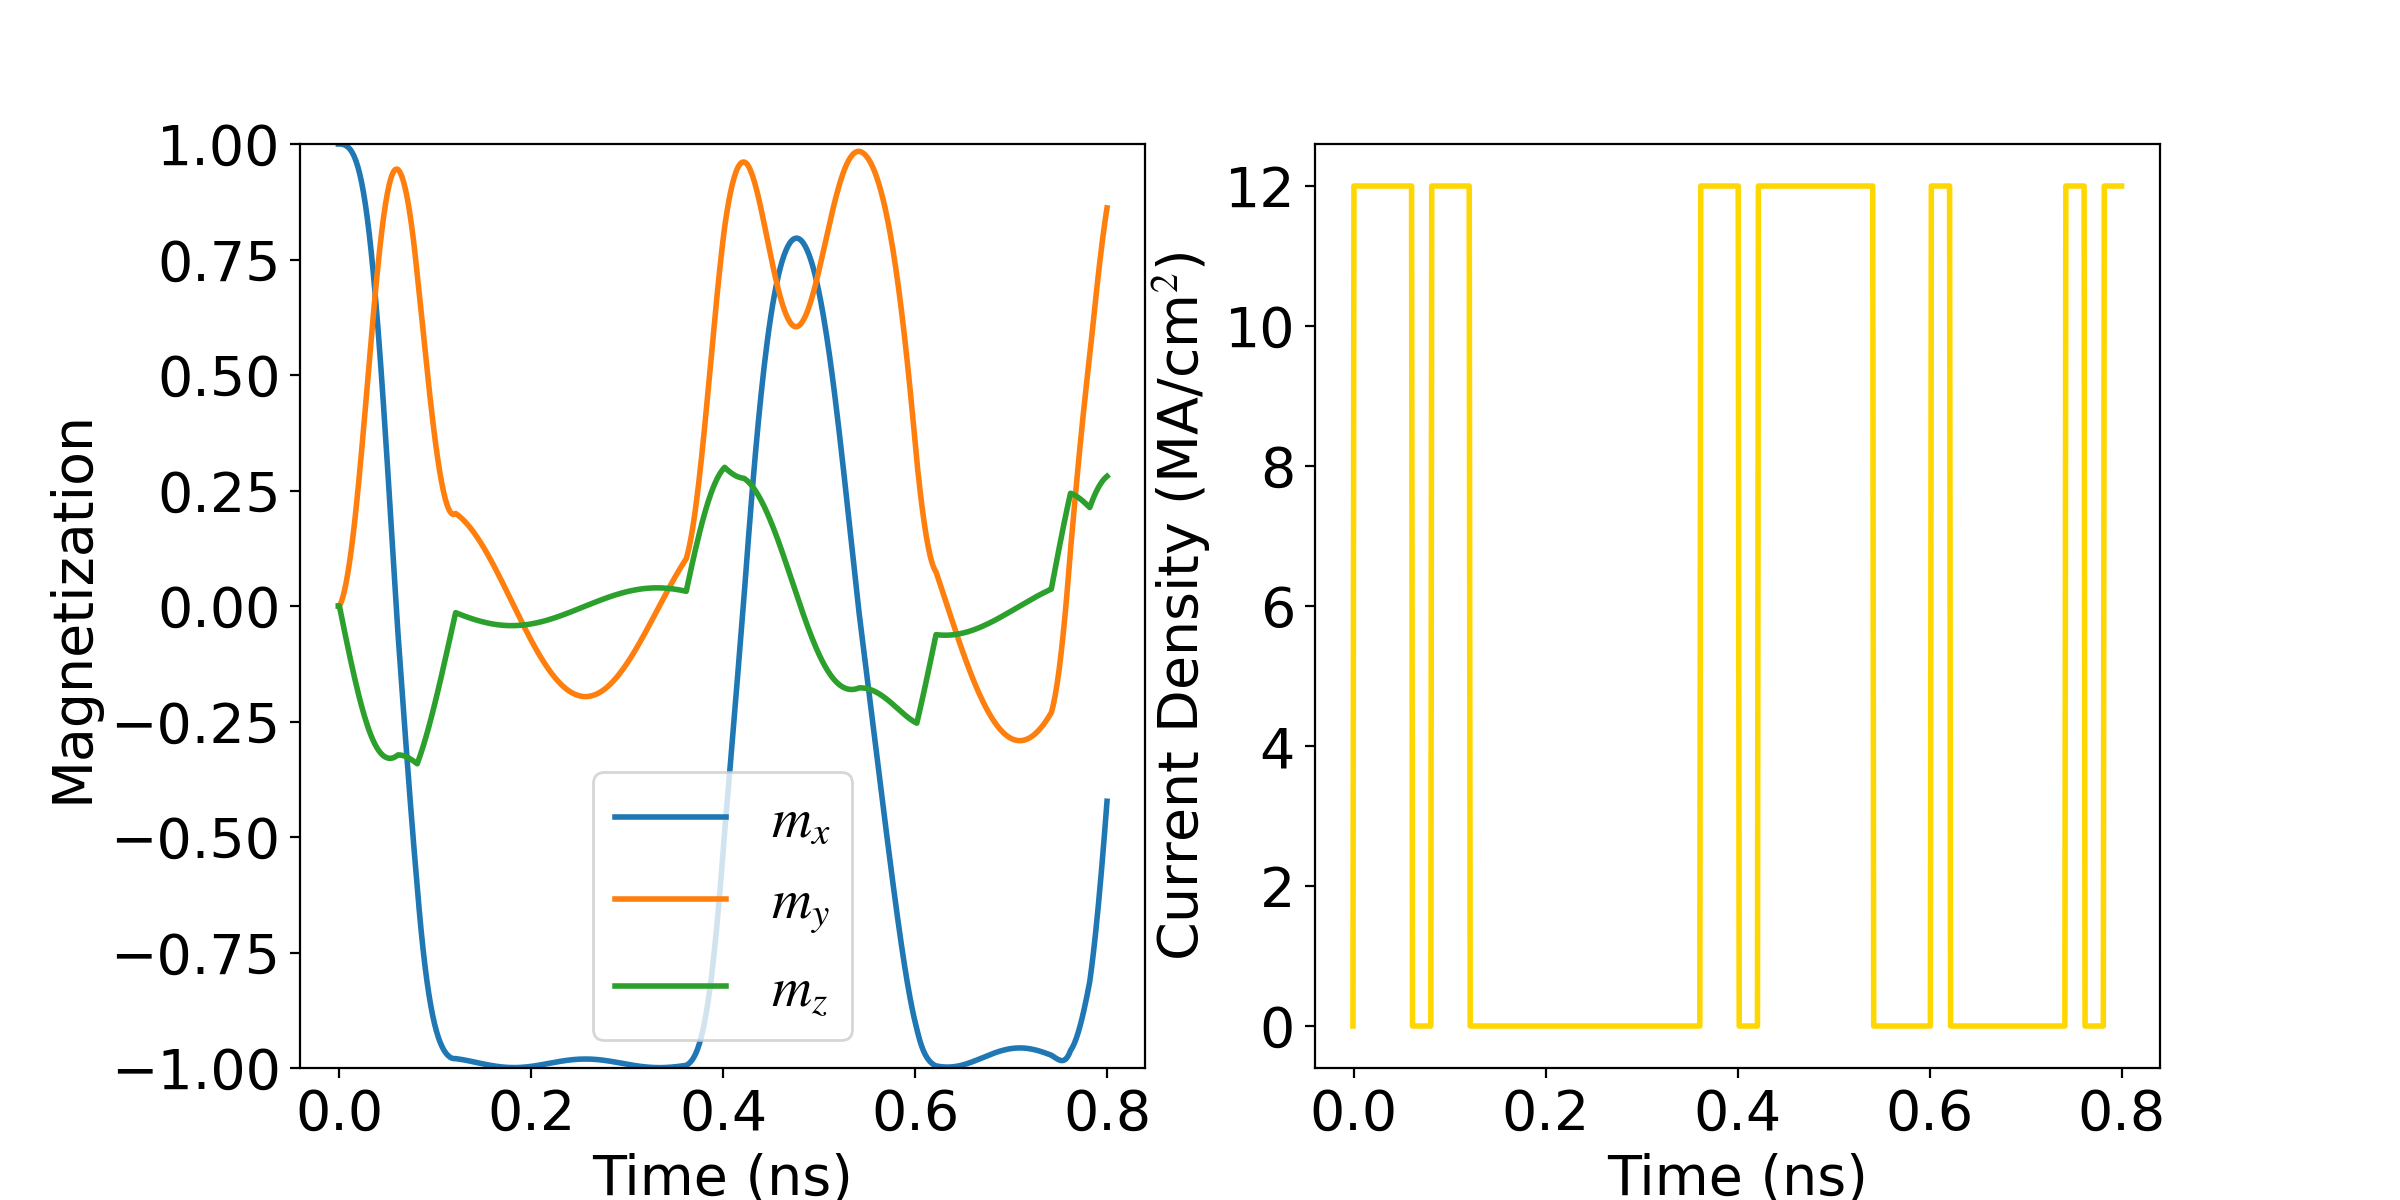 Magnetization
1.00
0.75
0.50
0.25
0.00
−0.25
−0.50
−0.75
−1.00
0.0 0.2 0.4 0.6 0.8
Time (ns)
m_x
m_y
m_z
Current Density (MA/cm²)
12
10
8
6
4
2
0
0.0 0.2 0.4 0.6 0.8
Time (ns)